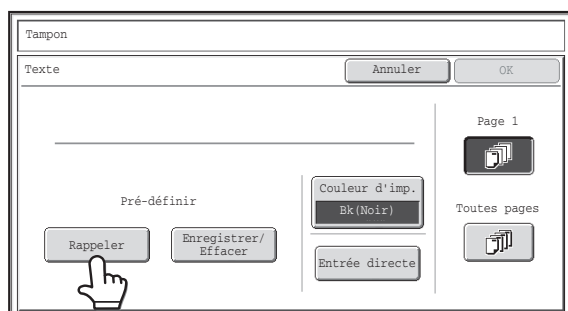 Tampon
Texte
Annuler
OK
Page 1
Couleur d'imp.
Bk(Noir)
Pré-définir
Toutes pages
Rappeler
Enregistrer/
Effacer
Entrée directe